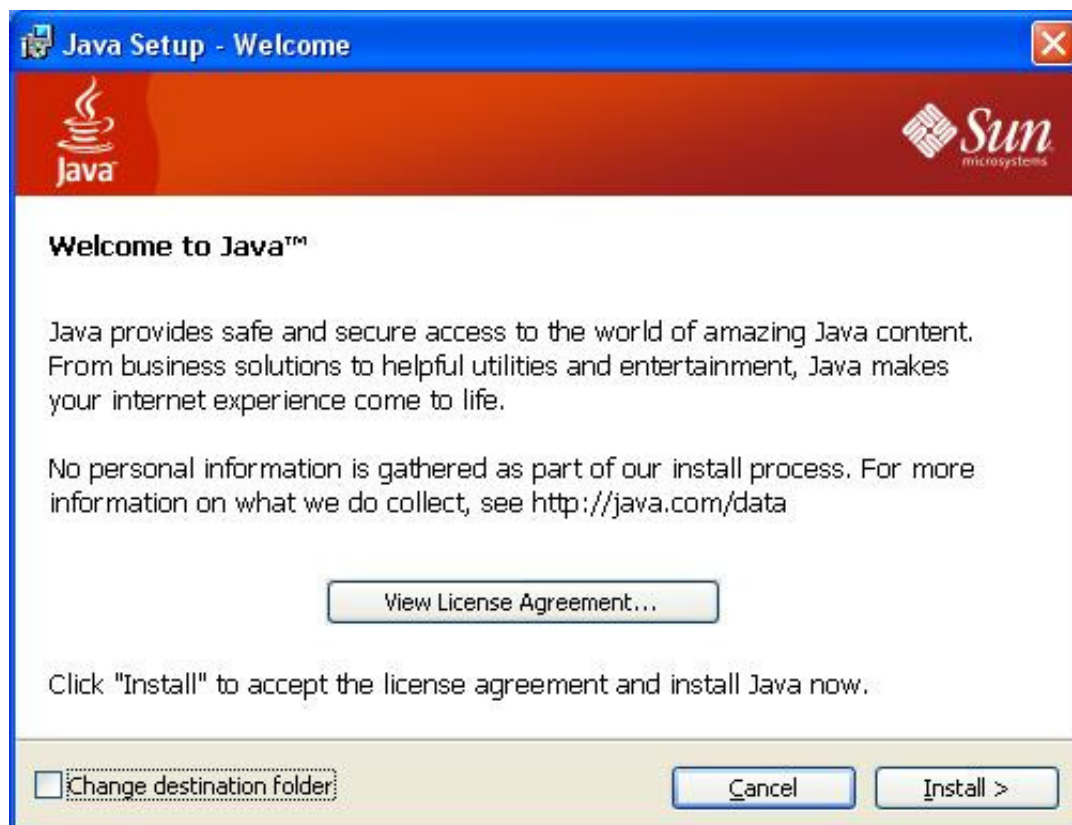 Java Setup - Welcome
Java
Sun
microsystems
Welcome to Java™
Java provides safe and secure access to the world of amazing Java content.
From business solutions to helpful utilities and entertainment, Java makes
your internet experience come to life.
No personal information is gathered as part of our install process. For more
information on what we do collect, see http://java.com/data
View License Agreement...
Click "Install" to accept the license agreement and install Java now.
Change destination folder
Cancel
Install >